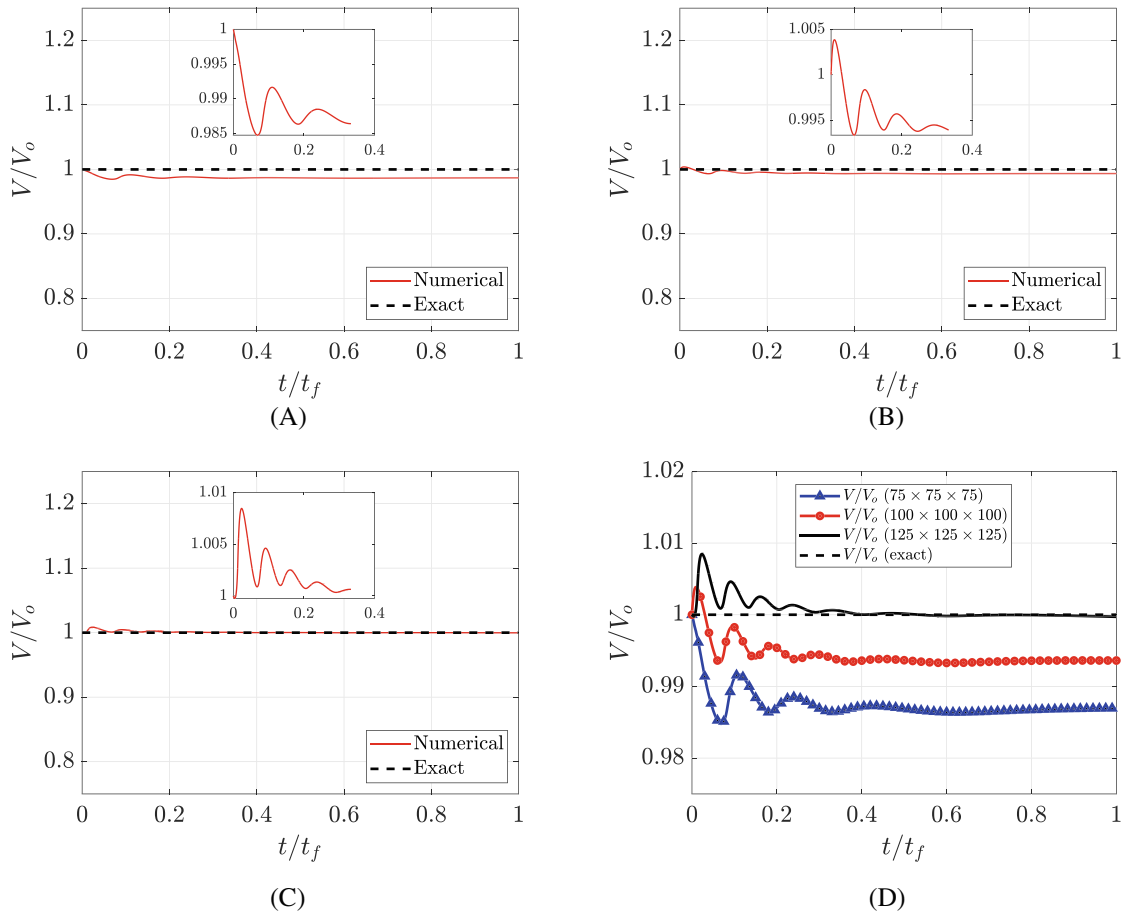 1.2
1.1
1
0.9
0.8
V/V_o
0 0.2 0.4 0.6 0.8 1
t/t_f
1
0.995
0.99
0.985
0 0.2 0.4
Numerical
Exact
(A)
1.2
1.1
1
0.9
0.8
V/V_o
0 0.2 0.4 0.6 0.8 1
t/t_f
1.005
1
0.995
0 0.2 0.4
Numerical
Exact
(B)
1.2
1.1
1
0.9
0.8
V/V_o
0 0.2 0.4 0.6 0.8 1
t/t_f
1.01
1.005
1
0 0.2 0.4
Numerical
Exact
(C)
1.02
1.01
1
0.99
0.98
V/V_o
0 0.2 0.4 0.6 0.8 1
t/t_f
V/V_o (75 × 75 × 75)
V/V_o (100 × 100 × 100)
V/V_o (125 × 125 × 125)
V/V_o (exact)
(D)